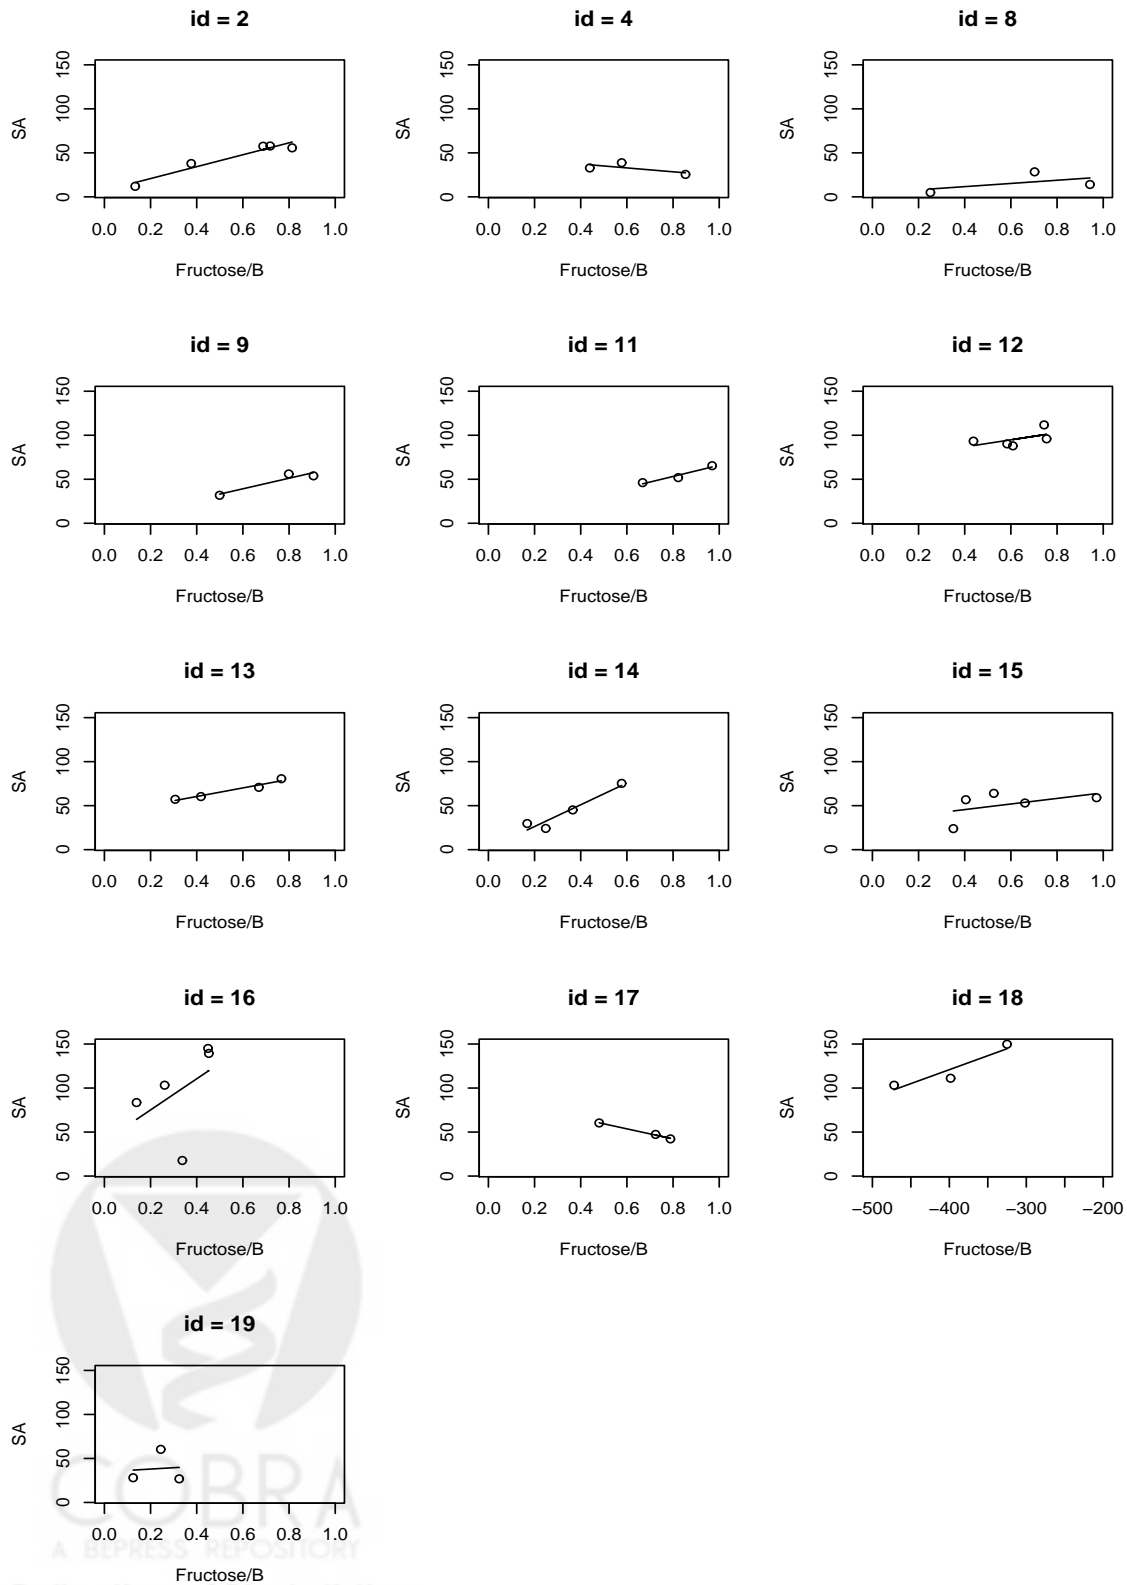 id = 2 id = 4 id = 8
SA 0 50 100 150 SA 0 50 100 150 SA 0 50 100 150
0.0 0.2 0.4 0.6 0.8 1.0 0.0 0.2 0.4 0.6 0.8 1.0 0.0 0.2 0.4 0.6 0.8 1.0
Fructose/B Fructose/B Fructose/B
id = 9 id = 11 id = 12
SA 0 50 100 150 SA 0 50 100 150 SA 0 50 100 150
0.0 0.2 0.4 0.6 0.8 1.0 0.0 0.2 0.4 0.6 0.8 1.0 0.0 0.2 0.4 0.6 0.8 1.0
Fructose/B Fructose/B Fructose/B
id = 13 id = 14 id = 15
SA 0 50 100 150 SA 0 50 100 150 SA 0 50 100 150
0.0 0.2 0.4 0.6 0.8 1.0 0.0 0.2 0.4 0.6 0.8 1.0 0.0 0.2 0.4 0.6 0.8 1.0
Fructose/B Fructose/B Fructose/B
id = 16 id = 17 id = 18
SA 0 50 100 150 SA 0 50 100 150 SA 0 50 100 150
0.0 0.2 0.4 0.6 0.8 1.0 0.0 0.2 0.4 0.6 0.8 1.0 −500 −400 −300 −200
Fructose/B Fructose/B Fructose/B
id = 19
SA 0 50 100 150
0.0 0.2 0.4 0.6 0.8 1.0
Fructose/B
COBRA
A BEPRESS REPOSITORY